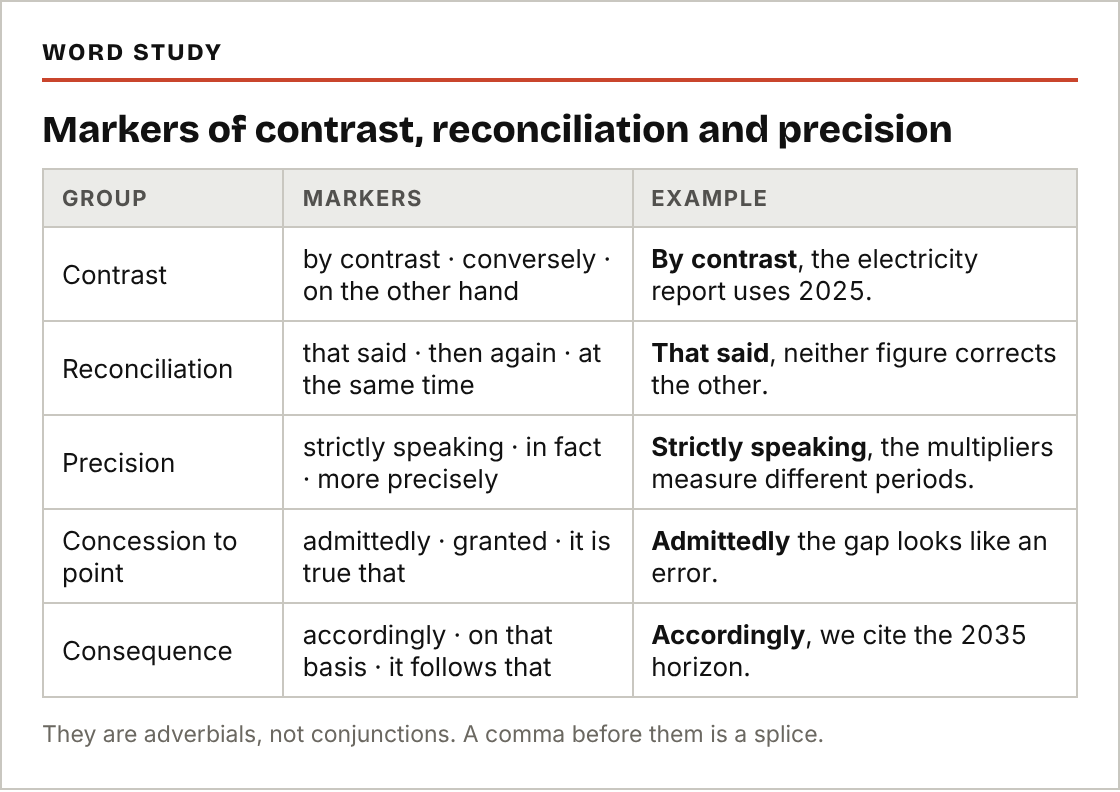 WORD STUDY
Markers of contrast, reconciliation and precision
GROUP
MARKERS
EXAMPLE
Contrast
by contrast · conversely ·
on the other hand
By contrast, the electricity
report uses 2025.
Reconciliation
that said · then again · at
the same time
That said, neither figure corrects
the other.
Precision
strictly speaking · in fact
· more precisely
Strictly speaking, the multipliers
measure different periods.
Concession to
point
admittedly · granted · it is
true that
Admittedly the gap looks like an
error.
Consequence
accordingly · on that
basis · it follows that
Accordingly, we cite the 2035
horizon.
They are adverbials, not conjunctions. A comma before them is a splice.